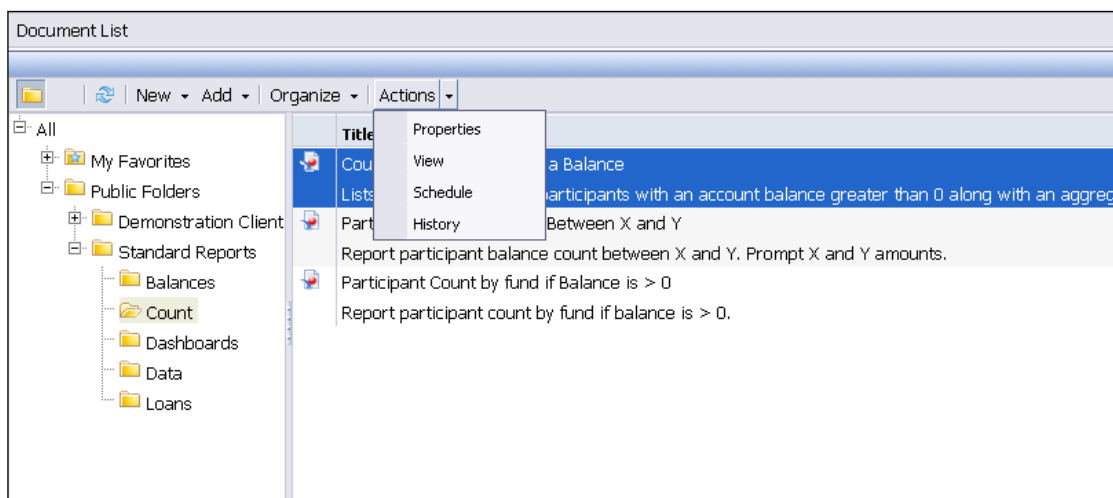 Document List
New Add Organize Actions
All
My Favorites
Public Folders
Demonstration Client
Standard Reports
Balances
Count
Dashboards
Data
Loans
Properties
View
Schedule
History
Title
Cou a Balance
Lists articipants with an account balance greater than 0 along with an aggreg
Part Between X and Y
Report participant balance count between X and Y. Prompt X and Y amounts.
Participant Count by fund if Balance is > 0
Report participant count by fund if balance is > 0.